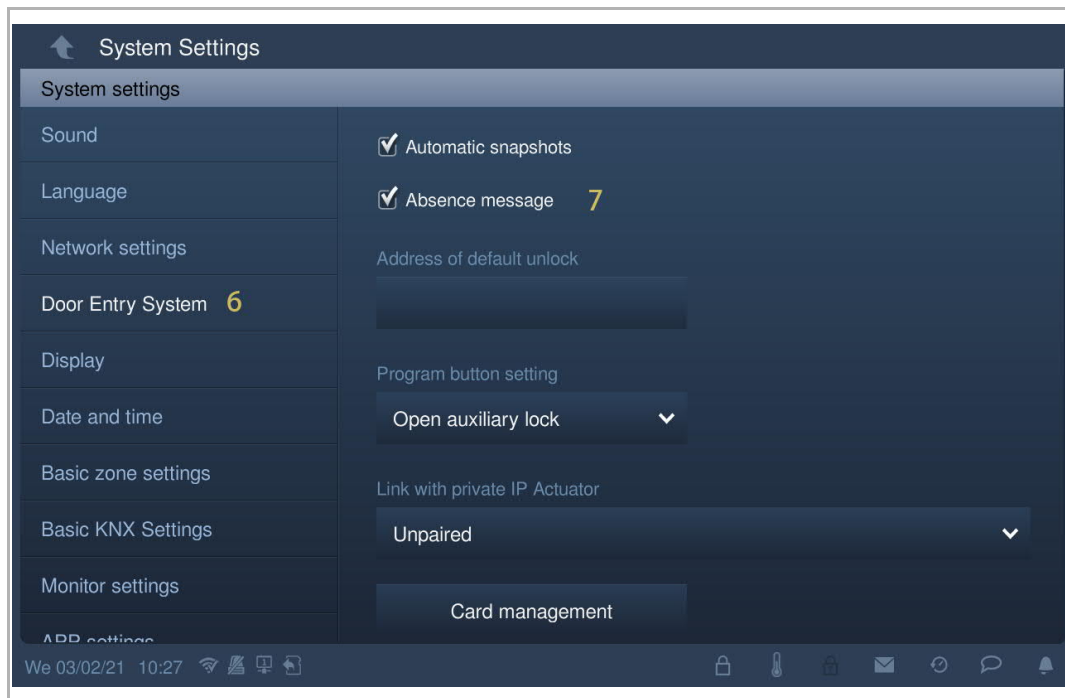 System Settings
System settings
Sound
Language
Network settings
Door Entry System 6
Display
Date and time
Basic zone settings
Basic KNX Settings
Monitor settings
APP settings
Automatic snapshots
Absence message 7
Address of default unlock
Program button setting
Open auxiliary lock
Link with private IP Actuator
Unpaired
Card management
We 03/02/21 10:27